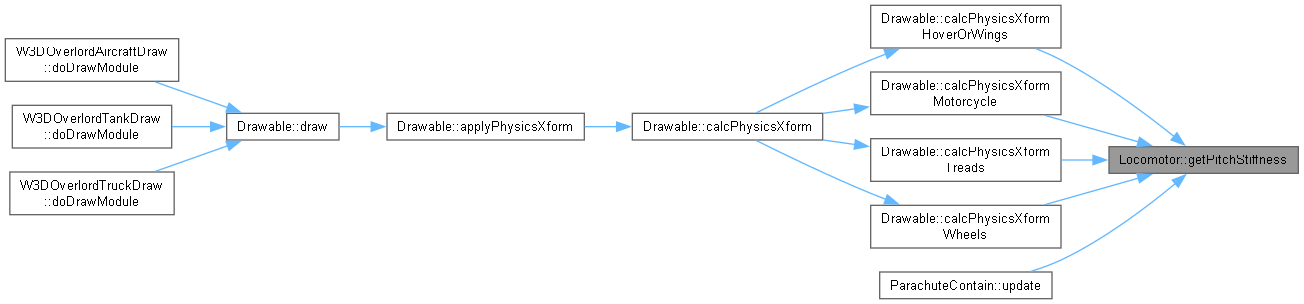 W3DOverlordAircraftDraw
::doDrawModule
W3DOverlordTankDraw
::doDrawModule
W3DOverlordTruckDraw
::doDrawModule
Drawable::draw
Drawable::applyPhysicsXform
Drawable::calcPhysicsXform
Drawable::calcPhysicsXform
HoverOrWings
Drawable::calcPhysicsXform
Motorcycle
Drawable::calcPhysicsXform
Treads
Drawable::calcPhysicsXform
Wheels
ParachuteContain::update
Locomotor::getPitchStiffness